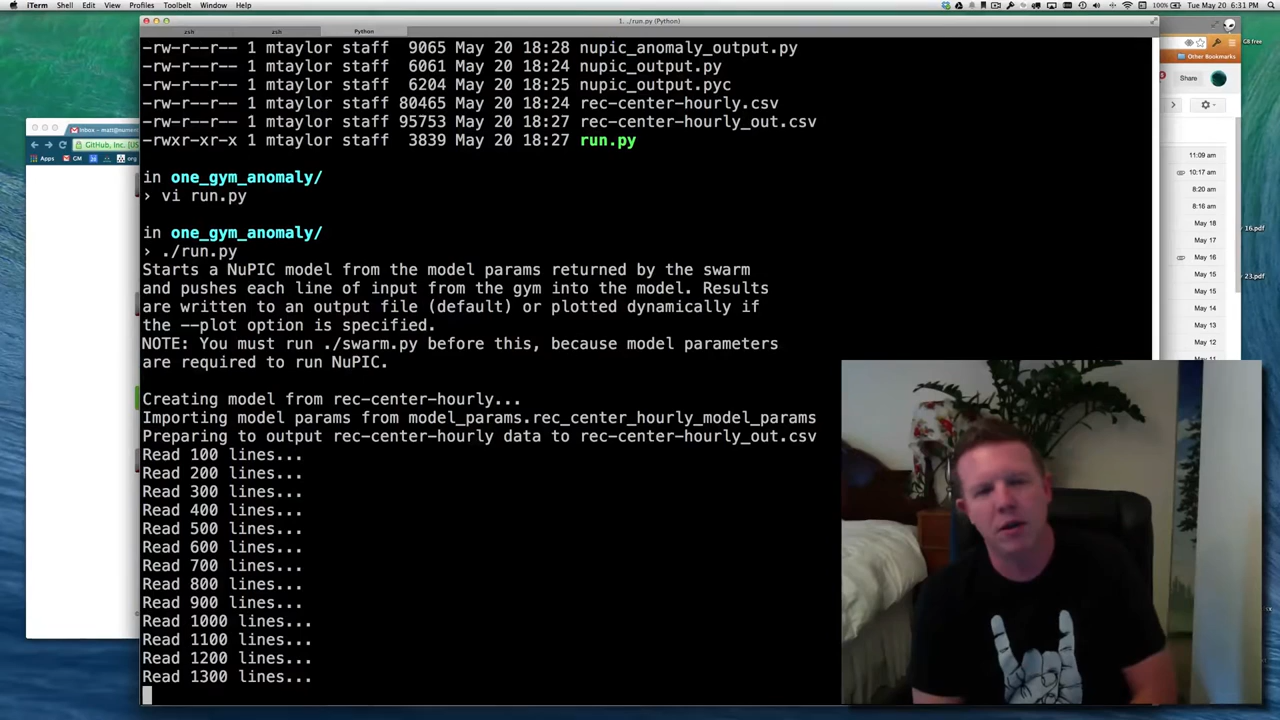 iTerm Shell Edit View Profiles Toolbelt Window Help
100% Tue May 20 6:31 PM
1. ./run.py (Python)
zsh zsh Python
-rw-r--r-- 1 mtaylor staff 9065 May 20 18:28 nupic_anomaly_output.py
-rw-r--r-- 1 mtaylor staff 6061 May 20 18:24 nupic_output.py
-rw-r--r-- 1 mtaylor staff 6204 May 20 18:25 nupic_output.pyc
-rw-r--r-- 1 mtaylor staff 80465 May 20 18:24 rec-center-hourly.csv
-rw-r--r-- 1 mtaylor staff 95753 May 20 18:27 rec-center-hourly_out.csv
-rwxr-xr-x 1 mtaylor staff 3839 May 20 18:27 run.py
in one_gym_anomaly/
› vi run.py
in one_gym_anomaly/
› ./run.py
Starts a NuPIC model from the model params returned by the swarm
and pushes each line of input from the gym into the model. Results
are written to an output file (default) or plotted dynamically if
the --plot option is specified.
NOTE: You must run ./swarm.py before this, because model parameters
are required to run NuPIC.
Creating model from rec-center-hourly...
Importing model params from model_params.rec_center_hourly_model_params
Preparing to output rec-center-hourly data to rec-center-hourly_out.csv
Read 100 lines...
Read 200 lines...
Read 300 lines...
Read 400 lines...
Read 500 lines...
Read 600 lines...
Read 700 lines...
Read 800 lines...
Read 900 lines...
Read 1000 lines...
Read 1100 lines...
Read 1200 lines...
Read 1300 lines...
Inbox - matt@numen
GitHub, Inc. [US
Apps GM org
GB free
Other Bookmarks
Share
11:09 am
10:17 am
8:20 am
8:16 am
May 18
May 17
May 16
May 15
May 15
May 14
May 13
May 12
16.pdf
23.pdf